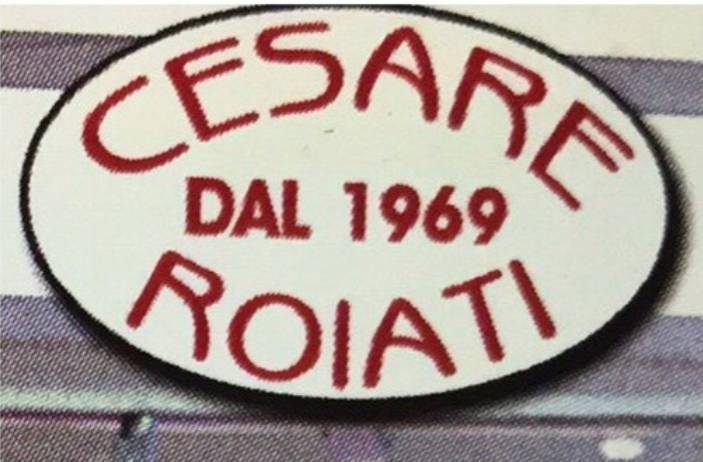 CESARE
DAL 1969
ROIATI